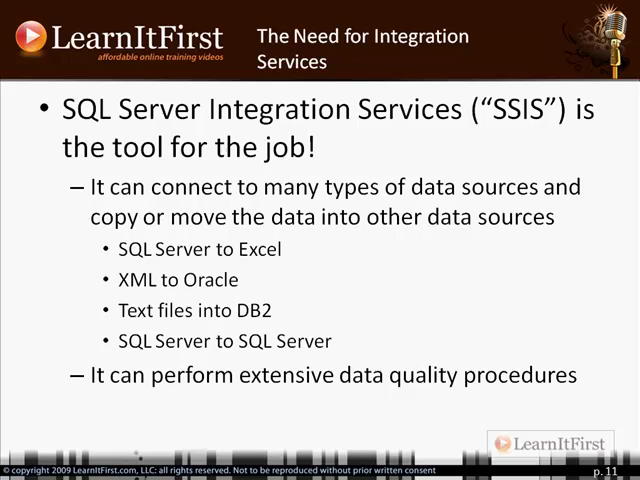 LearnItFirst
affordable online training videos
The Need for Integration
Services
• SQL Server Integration Services (“SSIS”) is
the tool for the job!
– It can connect to many types of data sources and
copy or move the data into other data sources
• SQL Server to Excel
• XML to Oracle
• Text files into DB2
• SQL Server to SQL Server
– It can perform extensive data quality procedures
LearnItFirst
© copyright 2009 LearnItFirst.com, LLC: all rights reserved. Not to be reproduced without prior written consent
p. 11